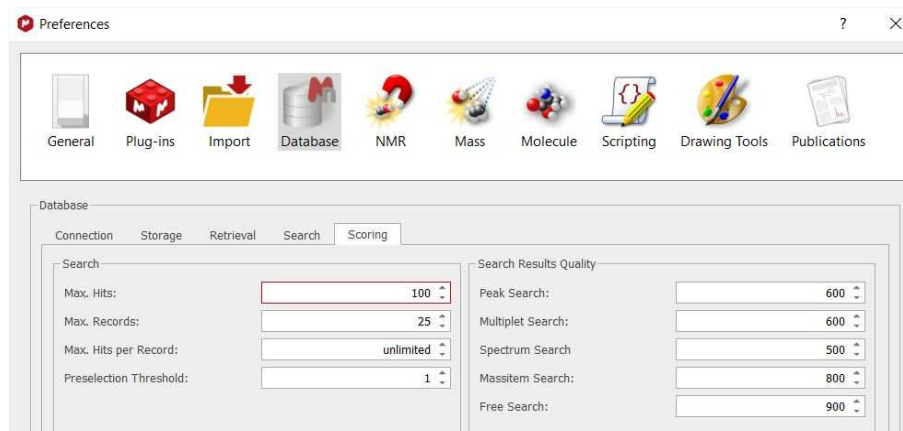 Preferences
?
General Plug-ins Import Database NMR Mass Molecule Scripting Drawing Tools Publications
Database
Connection Storage Retrieval Search Scoring
Search
Max. Hits: 100
Max. Records: 25
Max. Hits per Record: unlimited
Preselection Threshold: 1
Search Results Quality
Peak Search: 600
Multiplet Search: 600
Spectrum Search 500
Massitem Search: 800
Free Search: 900